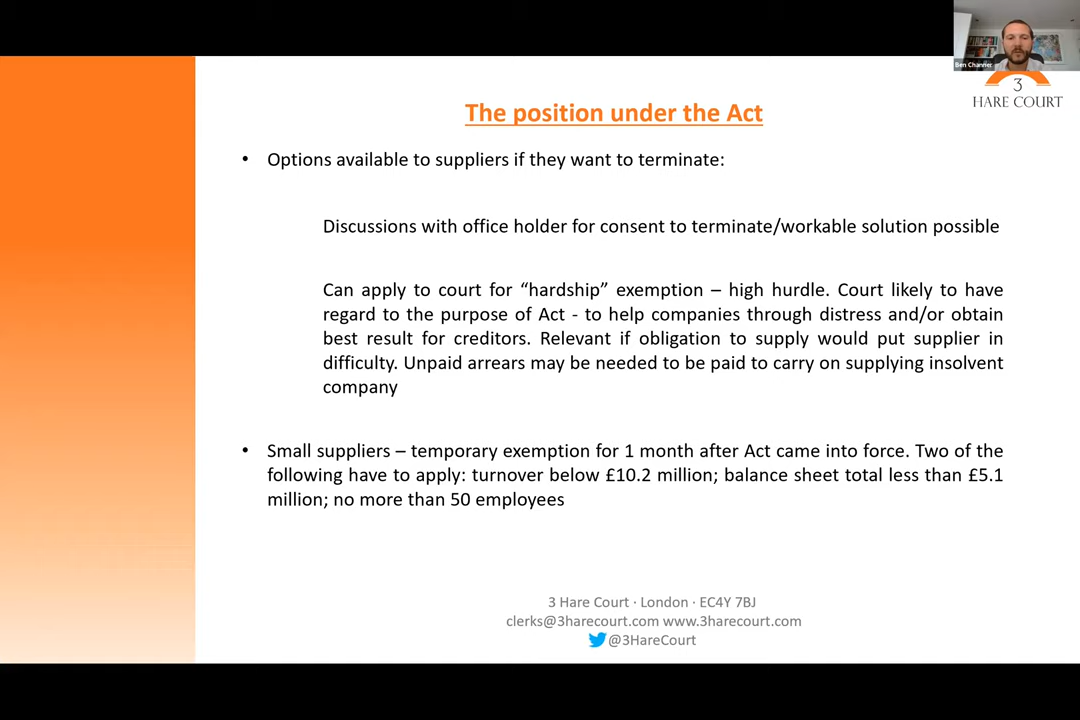 Ben Channer
3
HARE COURT
The position under the Act
• Options available to suppliers if they want to terminate:
Discussions with office holder for consent to terminate/workable solution possible
Can apply to court for “hardship” exemption – high hurdle. Court likely to have
regard to the purpose of Act - to help companies through distress and/or obtain
best result for creditors. Relevant if obligation to supply would put supplier in
difficulty. Unpaid arrears may be needed to be paid to carry on supplying insolvent
company
• Small suppliers – temporary exemption for 1 month after Act came into force. Two of the
following have to apply: turnover below £10.2 million; balance sheet total less than £5.1
million; no more than 50 employees
3 Hare Court · London · EC4Y 7BJ
clerks@3harecourt.com www.3harecourt.com
@3HareCourt